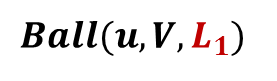 Ball(u, V, L₁)